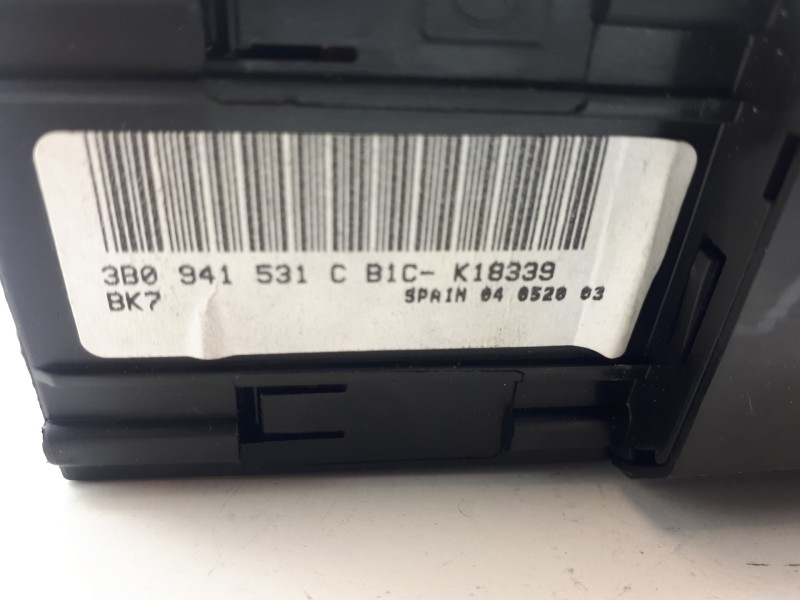 3B0 941 531 C B1C- K18339
BK7 SPAIN 04 0520 03